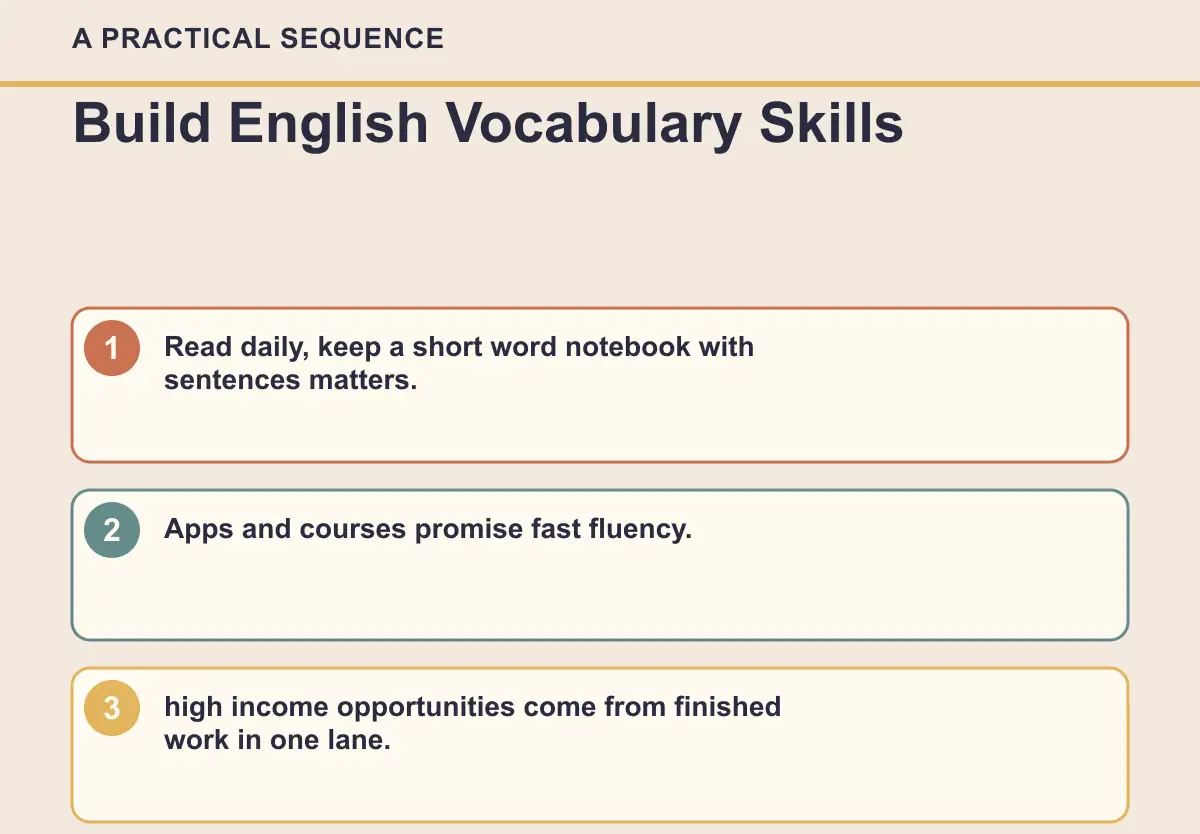 A PRACTICAL SEQUENCE
Build English Vocabulary Skills
1
Read daily, keep a short word notebook with
sentences matters.
2
Apps and courses promise fast fluency.
3
high income opportunities come from finished
work in one lane.